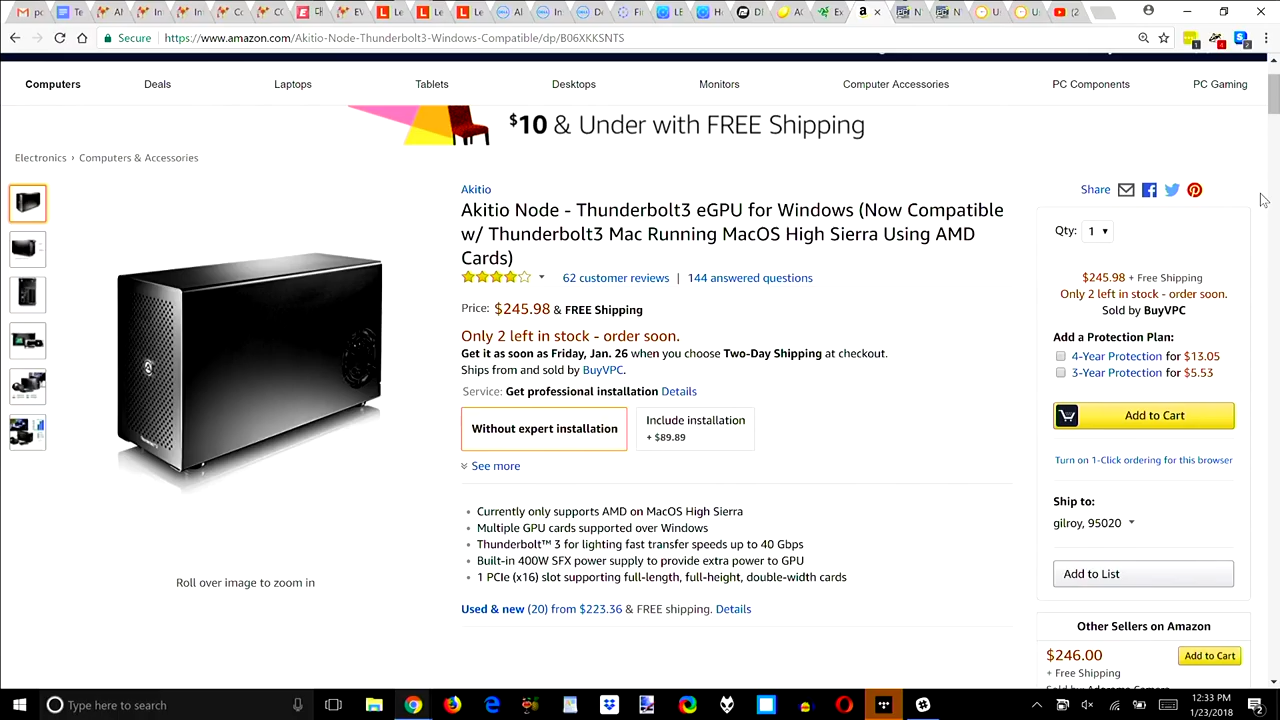 Secure
https://www.amazon.com/Akitio-Node-Thunderbolt3-Windows-Compatible/dp/B06XKKSNTS
Computers Deals Laptops Tablets Desktops Monitors Computer Accessories PC Components PC Gaming
$10 & Under with FREE Shipping
Electronics › Computers & Accessories
Akitio
Akitio Node - Thunderbolt3 eGPU for Windows (Now Compatible
w/ Thunderbolt3 Mac Running MacOS High Sierra Using AMD
Cards)
62 customer reviews | 144 answered questions
Price: $245.98 & FREE Shipping
Only 2 left in stock - order soon.
Get it as soon as Friday, Jan. 26 when you choose Two-Day Shipping at checkout.
Ships from and sold by BuyVPC.
Service: Get professional installation Details
Without expert installation
Include installation
+ $89.89
See more
Currently only supports AMD on MacOS High Sierra
Multiple GPU cards supported over Windows
Thunderbolt™ 3 for lighting fast transfer speeds up to 40 Gbps
Built-in 400W SFX power supply to provide extra power to GPU
1 PCIe (x16) slot supporting full-length, full-height, double-width cards
Used & new (20) from $223.36 & FREE shipping. Details
Roll over image to zoom in
Share
Qty: 1
$245.98 + Free Shipping
Only 2 left in stock - order soon.
Sold by BuyVPC
Add a Protection Plan:
4-Year Protection for $13.05
3-Year Protection for $5.53
Add to Cart
Turn on 1-Click ordering for this browser
Ship to:
gilroy, 95020
Add to List
Other Sellers on Amazon
$246.00
Add to Cart
+ Free Shipping
Type here to search
12:33 PM
1/23/2018